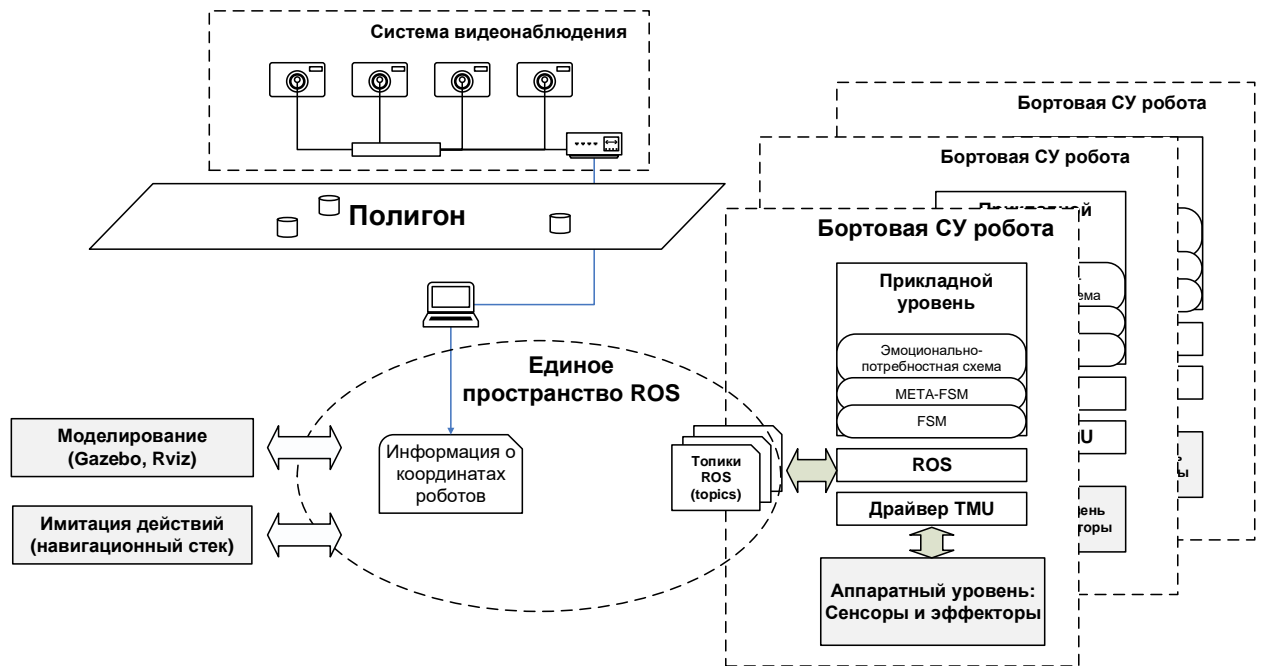 Система видеонаблюдения
Полигон
Единое
пространство ROS
Информация о
координатах
роботов
Моделирование
(Gazebo, Rviz)
Имитация действий
(навигационный стек)
Топики
ROS
(topics)
Бортовая СУ робота
Прикладной
уровень
Эмоционально-
потребностная схема
META-FSM
FSM
ROS
Драйвер TMU
Аппаратный уровень:
Сенсоры и эффекторы
Бортовая СУ робота
Бортовая СУ робота